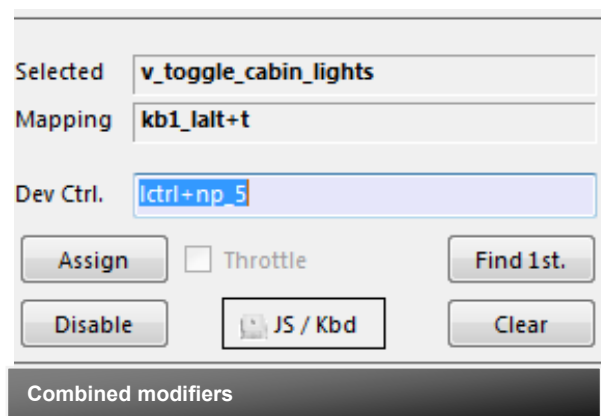 Selected v_toggle_cabin_lights
Mapping kb1_lalt+t
Dev Ctrl. lctrl+np_5
Assign Throttle Find 1st.
Disable JS / Kbd Clear
Combined modifiers